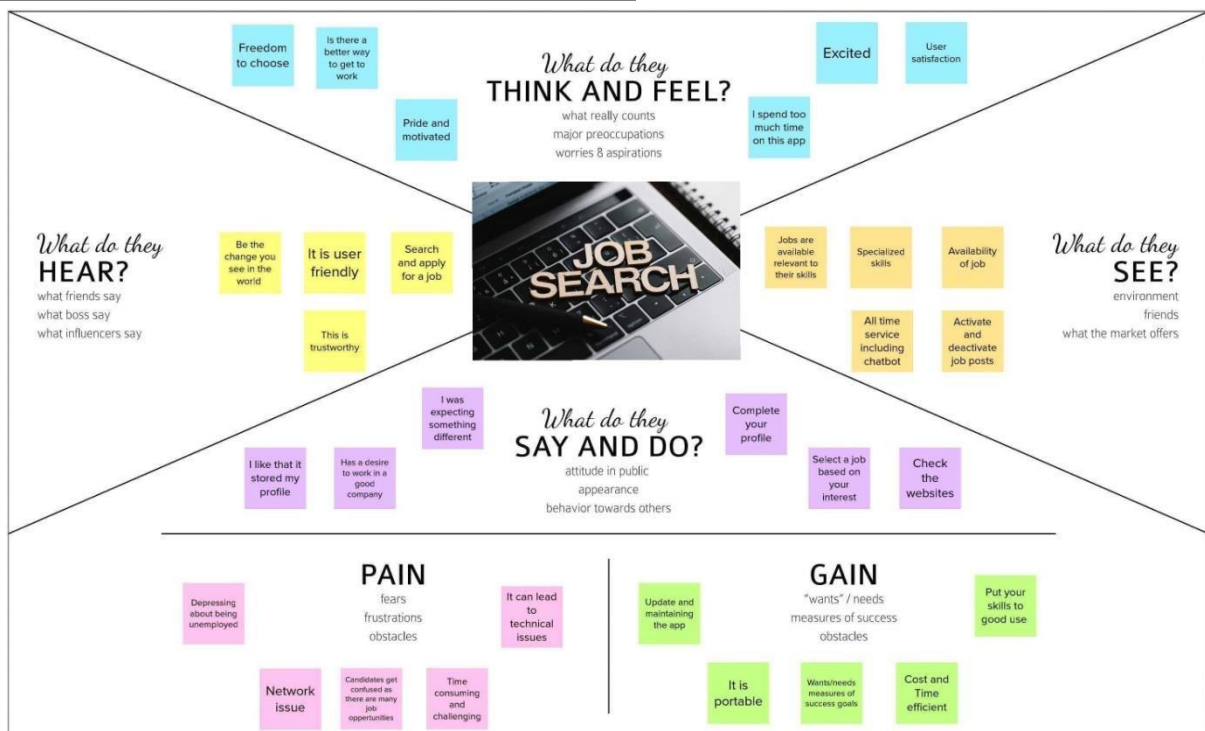 Freedom
to choose
Is there a
better way
to get to
work
Pride and
motivated
What do they
THINK AND FEEL?
what really counts
major preoccupations
worries & aspirations
Excited
User
satisfaction
I spend too
much time
on this app
What do they
HEAR?
what friends say
what boss say
what influencers say
Be the
change you
see in the
world
It is user
friendly
Search
and apply
for a job
This is
trustworthy
JOB
SEARCH
Jobs are
available
relevant to
their skills
Specialized
skills
Availability
of job
All time
service
including
chatbot
Activate
and
deactivate
job posts
What do they
SEE?
environment
friends
what the market offers
I was
expecting
something
different
I like that it
stored my
profile
Has a desire
to work in a
good
company
What do they
SAY AND DO?
attitude in public
appearance
behavior towards others
Complete
your
profile
Select a job
based on
your
interest
Check
the
websites
PAIN
fears
frustrations
obstacles
Depressing
about being
unemployed
It can lead
to
technical
issues
Network
issue
Candidates get
confused as
there are many
job
oppertunities
Time
consuming
and
challenging
GAIN
"wants" / needs
measures of success
obstacles
Update and
maintaining
the app
Put your
skills to
good use
It is
portable
Wants/needs
measures of
success goals
Cost and
Time
efficient